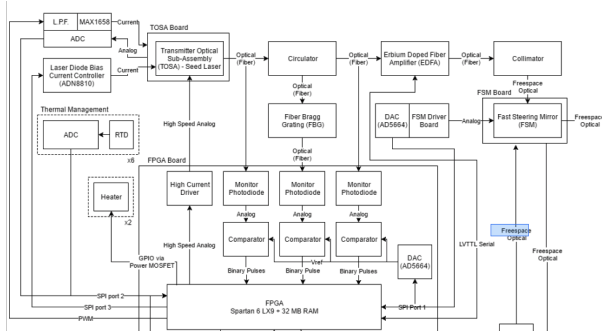 L.P.F. MAX1658
ADC
Current
Analog
Laser Diode Bias
Current Controller
(ADN8810)
Current
TOSA Board
Transmitter Optical
Sub-Assembly
(TOSA) - Seed Laser
Optical
(Fiber)
Circulator
Optical
(Fiber)
Erbium Doped Fiber
Amplifier (EDFA)
Optical
(Fiber)
Collimator
Optical
(Fiber)
Fiber Bragg
Grating (FBG)
Optical
(Fiber)
Freespace
Optical
FSM Board
DAC
(AD5664)
FSM Driver
Board
Analog
Fast Steering Mirror
(FSM)
Freespace
Optical
Thermal Management
ADC
RTD
x6
Heater
x2
High Speed Analog
FPGA Board
High Current
Driver
Monitor
Photodiode
Monitor
Photodiode
Monitor
Photodiode
Analog
Analog
Analog
Comparator
Comparator
Comparator
Vref
DAC
(AD5664)
High Speed Analog
GPIO via
Power MOSFET
Binary Pulses
Binary Pulse
Binary Pulses
LVTTL Serial
Freespace
Optical
Freespace
Optical
SPI port 2
SPI port 3
PWM
SPI Port 1
FPGA
Spartan 6 LX9 + 32 MB RAM